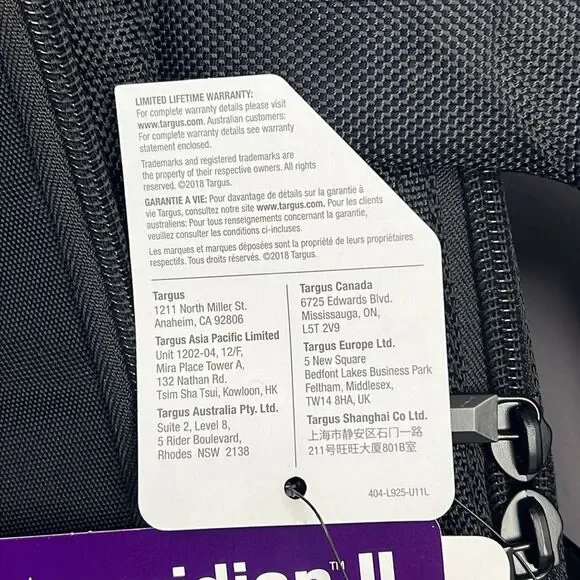 LIMITED LIFETIME WARRANTY:
For complete warranty details please visit
www.targus.com. Australian customers:
For complete warranty details see warranty
statement enclosed.
Trademarks and registered trademarks are
the property of their respective owners. All rights
reserved. ©2018 Targus.
GARANTIE A VIE: Pour davantage de détails sur la garantie à
vie Targus, consultez notre site www.targus.com. Pour les clients
australiens: Pour tous renseignements concernant la garantie,
veuillez consulter les conditions ci-incluses.
Les marques et marques déposées sont la propriété de leurs propriétaires
respectifs. Tous droits réservés. ©2018 Targus.
Targus
1211 North Miller St.
Anaheim, CA 92806
Targus Asia Pacific Limited
Unit 1202-04, 12/F,
Mira Place Tower A,
132 Nathan Rd.
Tsim Sha Tsui, Kowloon, HK
Targus Australia Pty. Ltd.
Suite 2, Level 8,
5 Rider Boulevard,
Rhodes NSW 2138
Targus Canada
6725 Edwards Blvd.
Mississauga, ON,
L5T 2V9
Targus Europe Ltd.
5 New Square
Bedfont Lakes Business Park
Feltham, Middlesex,
TW14 8HA, UK
Targus Shanghai Co Ltd.
上海市静安区石门一路
211号旺旺大厦801B室
404-L925-U11L
II